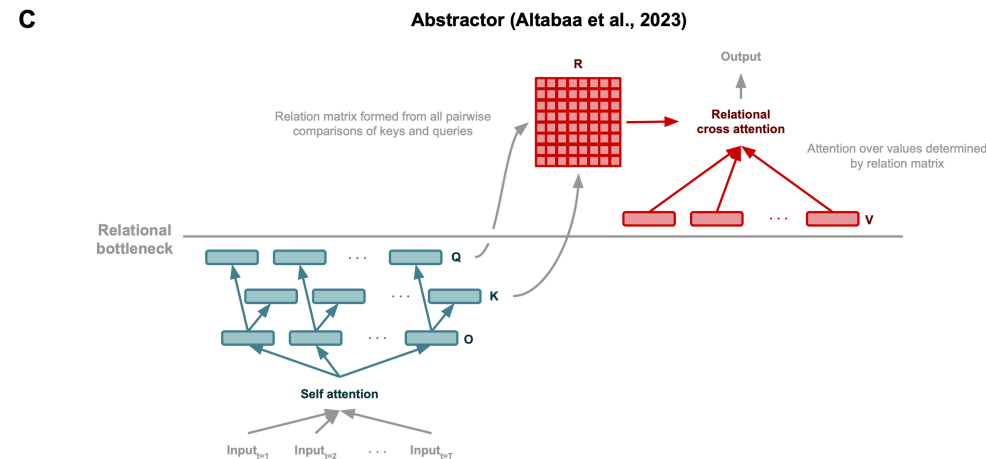 C
Abstractor (Altabaa et al., 2023)
Output
R
Relation matrix formed from all pairwise
comparisons of keys and queries
Relational
cross attention
Attention over values determined
by relation matrix
V
Relational
bottleneck
. . .
Q
. . .
K
. . .
O
. . .
Self attention
Input t=1 Input t=2 . . . Input t=T